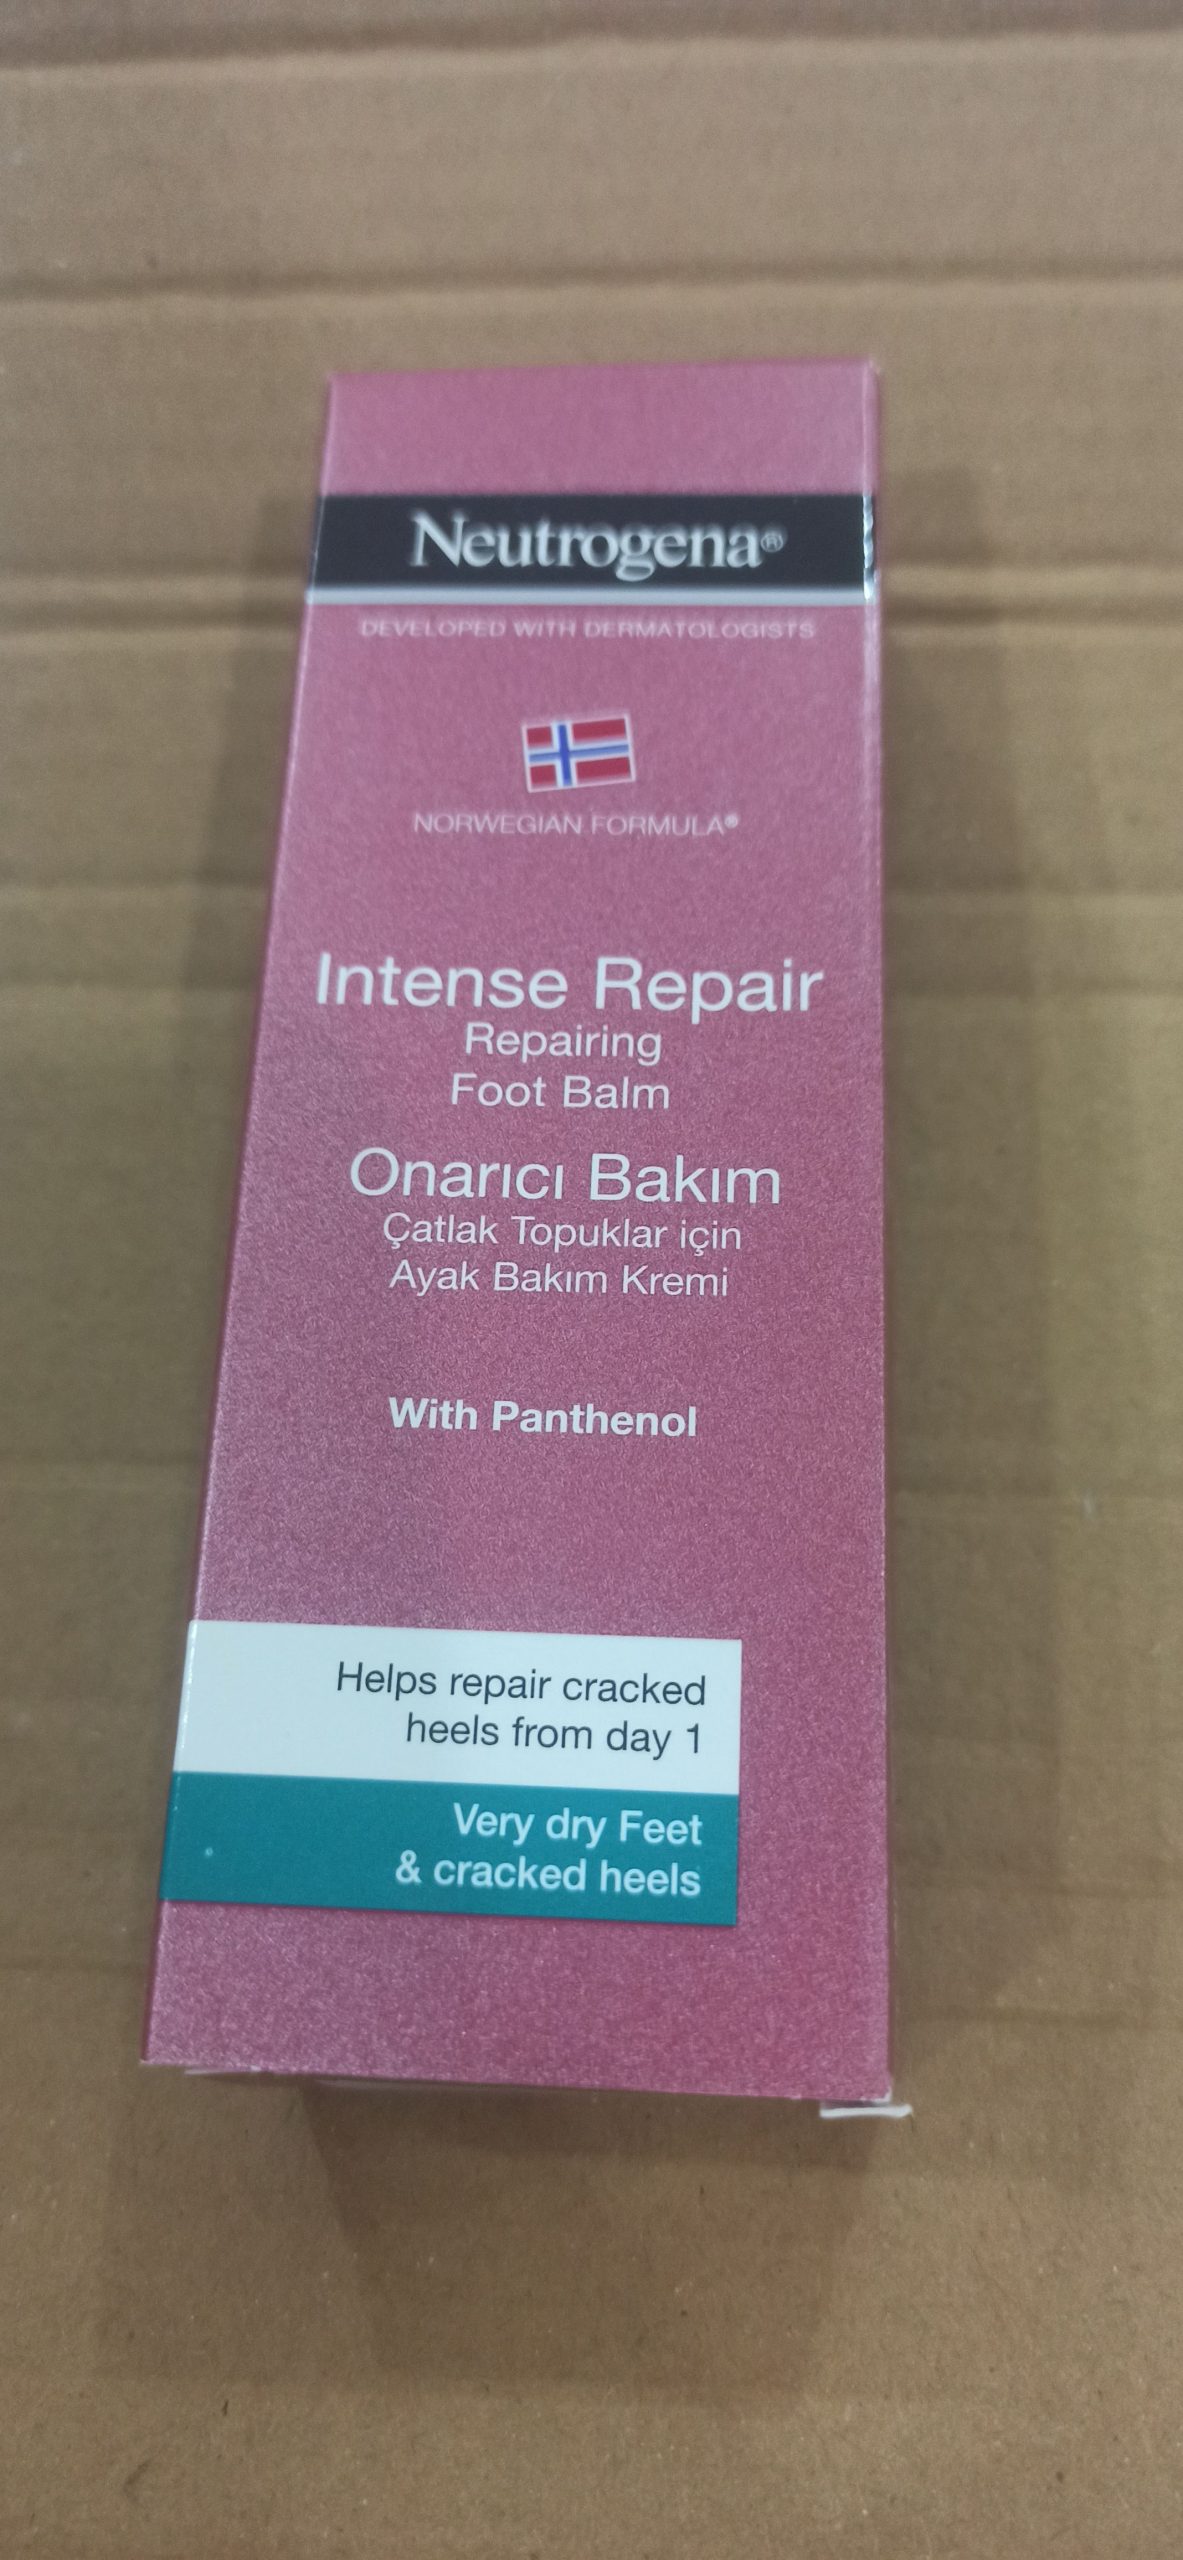 Neutrogena®
DEVELOPED WITH DERMATOLOGISTS
NORWEGIAN FORMULA®
Intense Repair
Repairing
Foot Balm
Onarıcı Bakım
Çatlak Topuklar için
Ayak Bakım Kremi
With Panthenol
Helps repair cracked
heels from day 1
Very dry Feet
& cracked heels